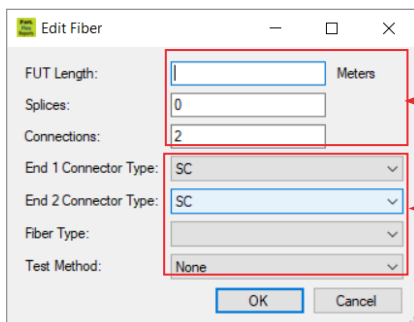 Edit Fiber
FUT Length: Meters
Splices: 0
Connections: 2
End 1 Connector Type: SC
End 2 Connector Type: SC
Fiber Type:
Test Method: None
OK Cancel